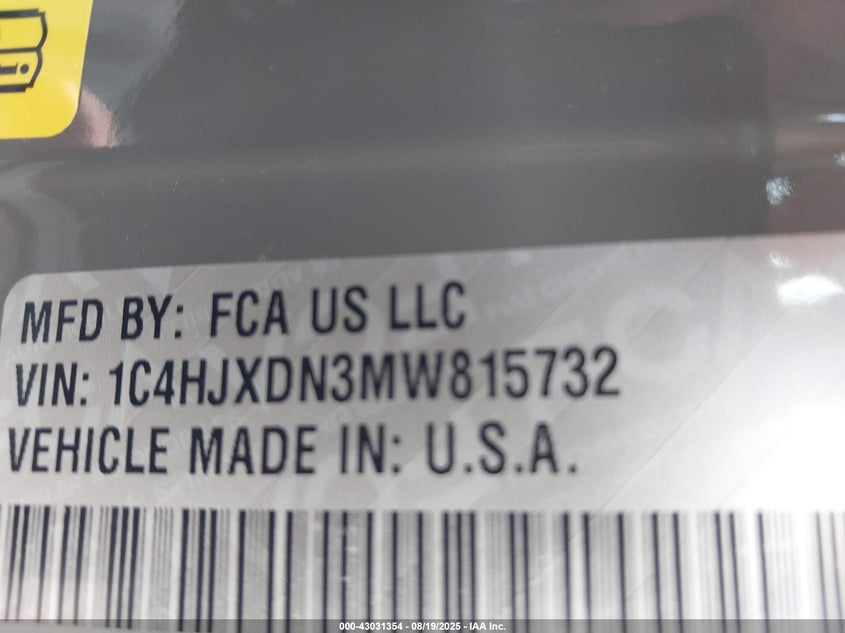 MFD BY: FCA US LLC
VIN: 1C4HJXDN3MW815732
VEHICLE MADE IN: U.S.A.
000-43031354 - 08/19/2025 - IAA Inc.